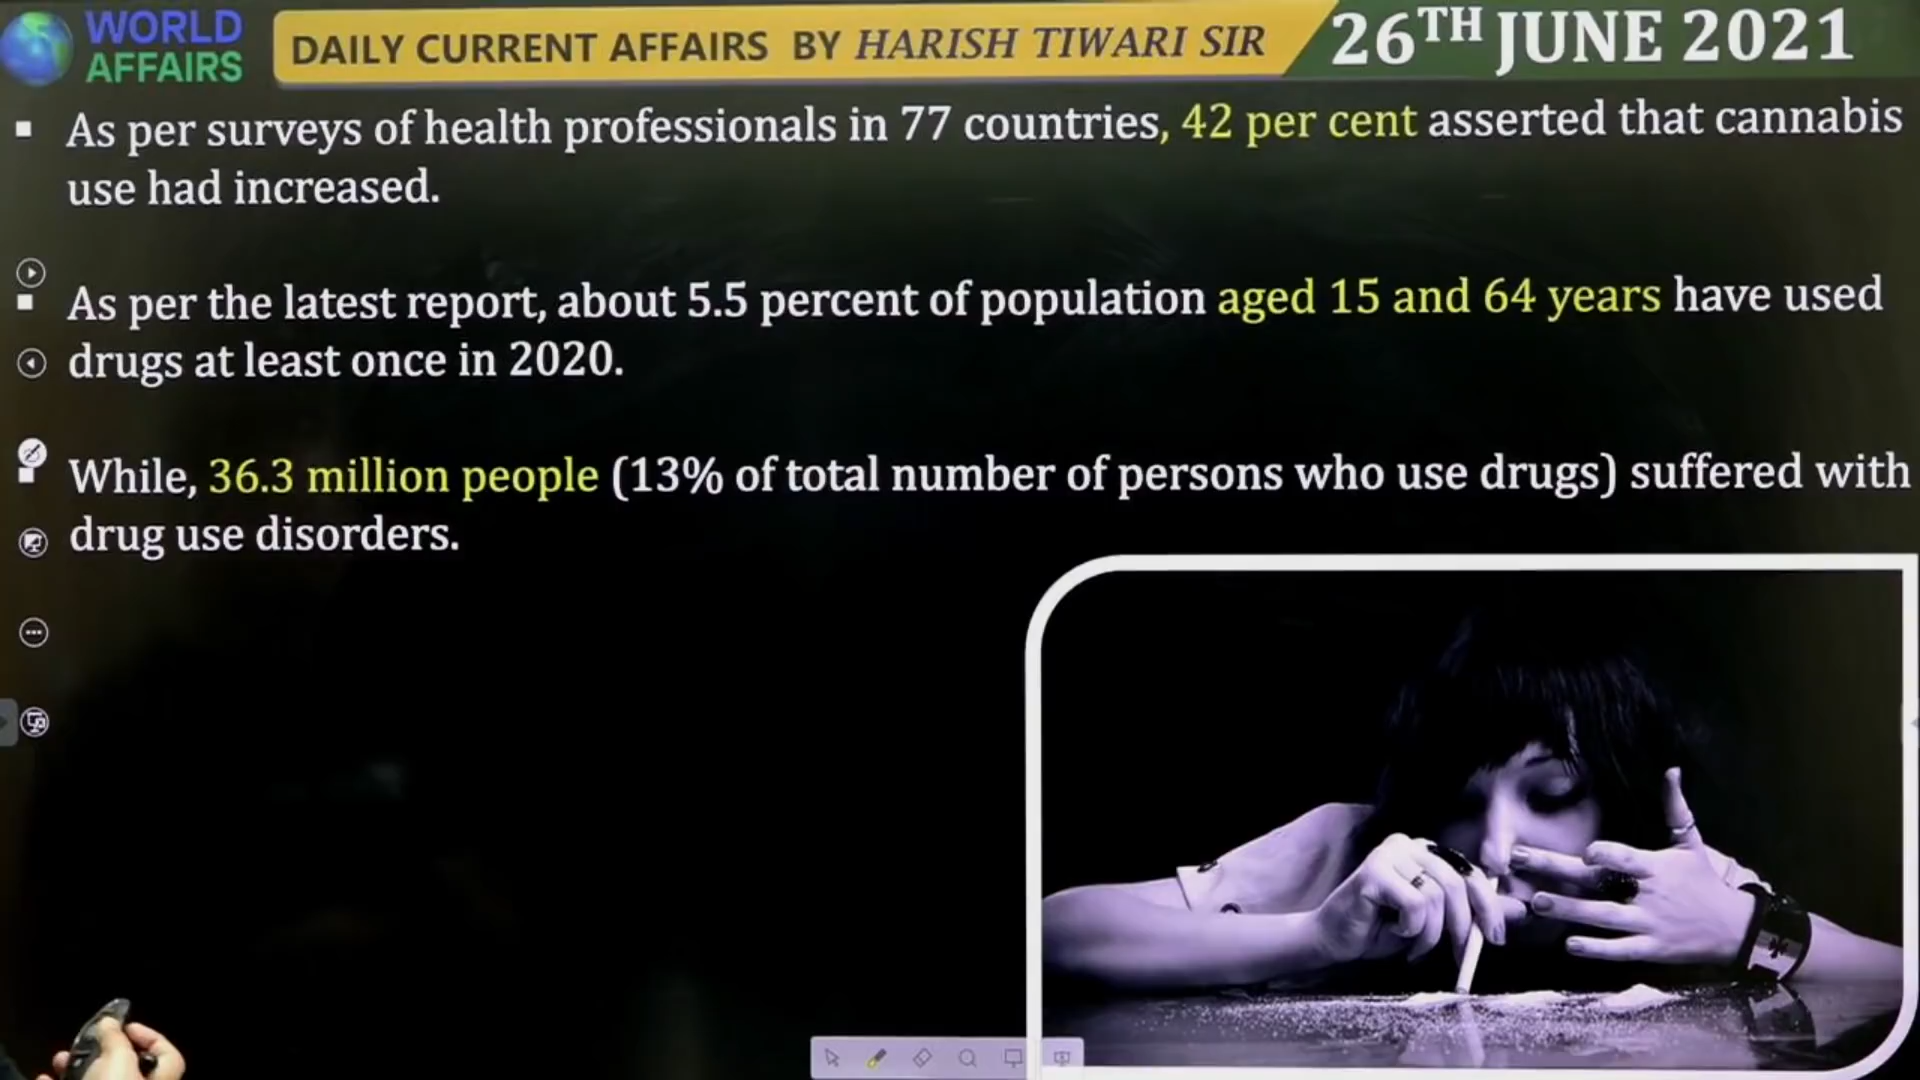 WORLD
AFFAIRS
DAILY CURRENT AFFAIRS BY HARISH TIWARI SIR
26TH JUNE 2021
As per surveys of health professionals in 77 countries, 42 per cent asserted that cannabis
use had increased.
As per the latest report, about 5.5 percent of population aged 15 and 64 years have used
drugs at least once in 2020.
While, 36.3 million people (13% of total number of persons who use drugs) suffered with
drug use disorders.